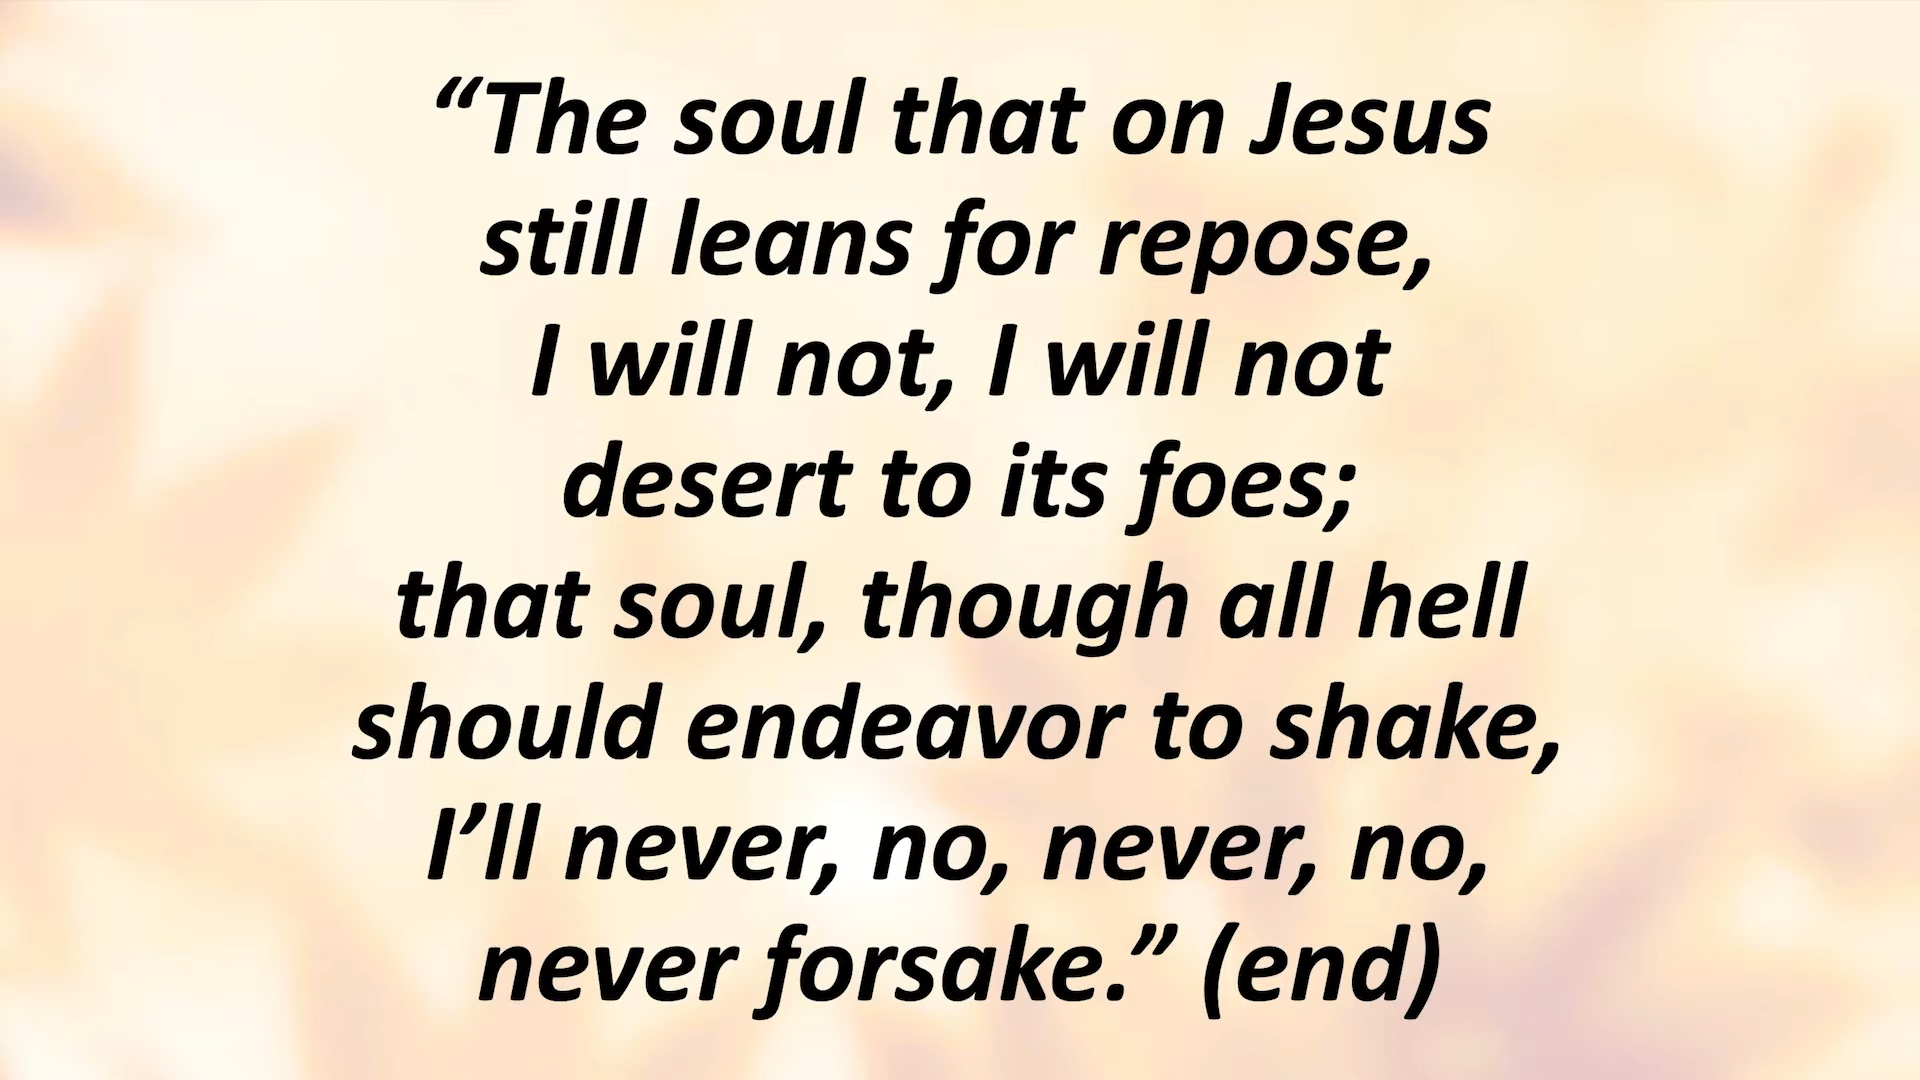 “The soul that on Jesus
still leans for repose,
I will not, I will not
desert to its foes;
that soul, though all hell
should endeavor to shake,
I’ll never, no, never, no,
never forsake.” (end)